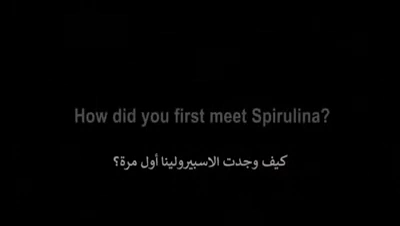 How did you first meet Spirulina?
كيف وجدت الاسبيرولينا أول مرة؟